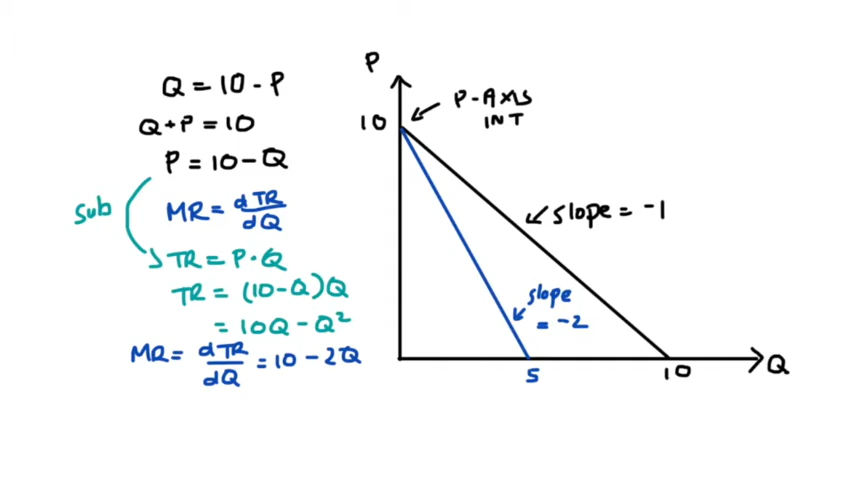 Q = 10 - P
Q + P = 10
P = 10 - Q
sub
MR = dTR/dQ
TR = P · Q
TR = (10 - Q)Q
= 10Q - Q²
MR = dTR/dQ = 10 - 2Q
P
P - AXIS
INT
10
slope = -1
slope
= -2
5
10
Q